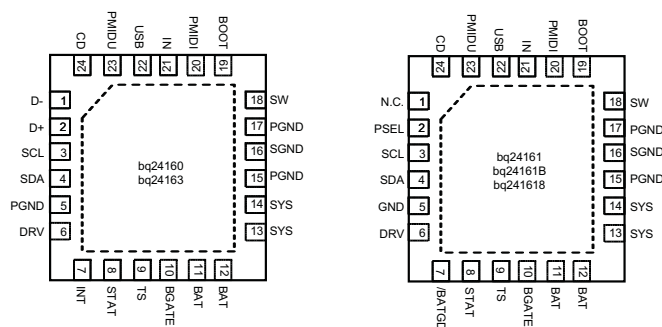 CD PMIDU USB IN PMIDI BOOT
24 23 22 21 20 19
D- 1 18 SW
D+ 2 17 PGND
SCL 3 16 SGND
SDA 4 15 PGND
PGND 5 14 SYS
DRV 6 13 SYS
bq24160
bq24163
7 8 9 10 11 12
INT STAT TS BGATE BAT BAT
CD PMIDU USB IN PMIDI BOOT
24 23 22 21 20 19
N.C. 1 18 SW
PSEL 2 17 PGND
SCL 3 16 SGND
SDA 4 15 PGND
GND 5 14 SYS
DRV 6 13 SYS
bq24161
bq24161B
bq241618
7 8 9 10 11 12
/BATGD STAT TS BGATE BAT BAT